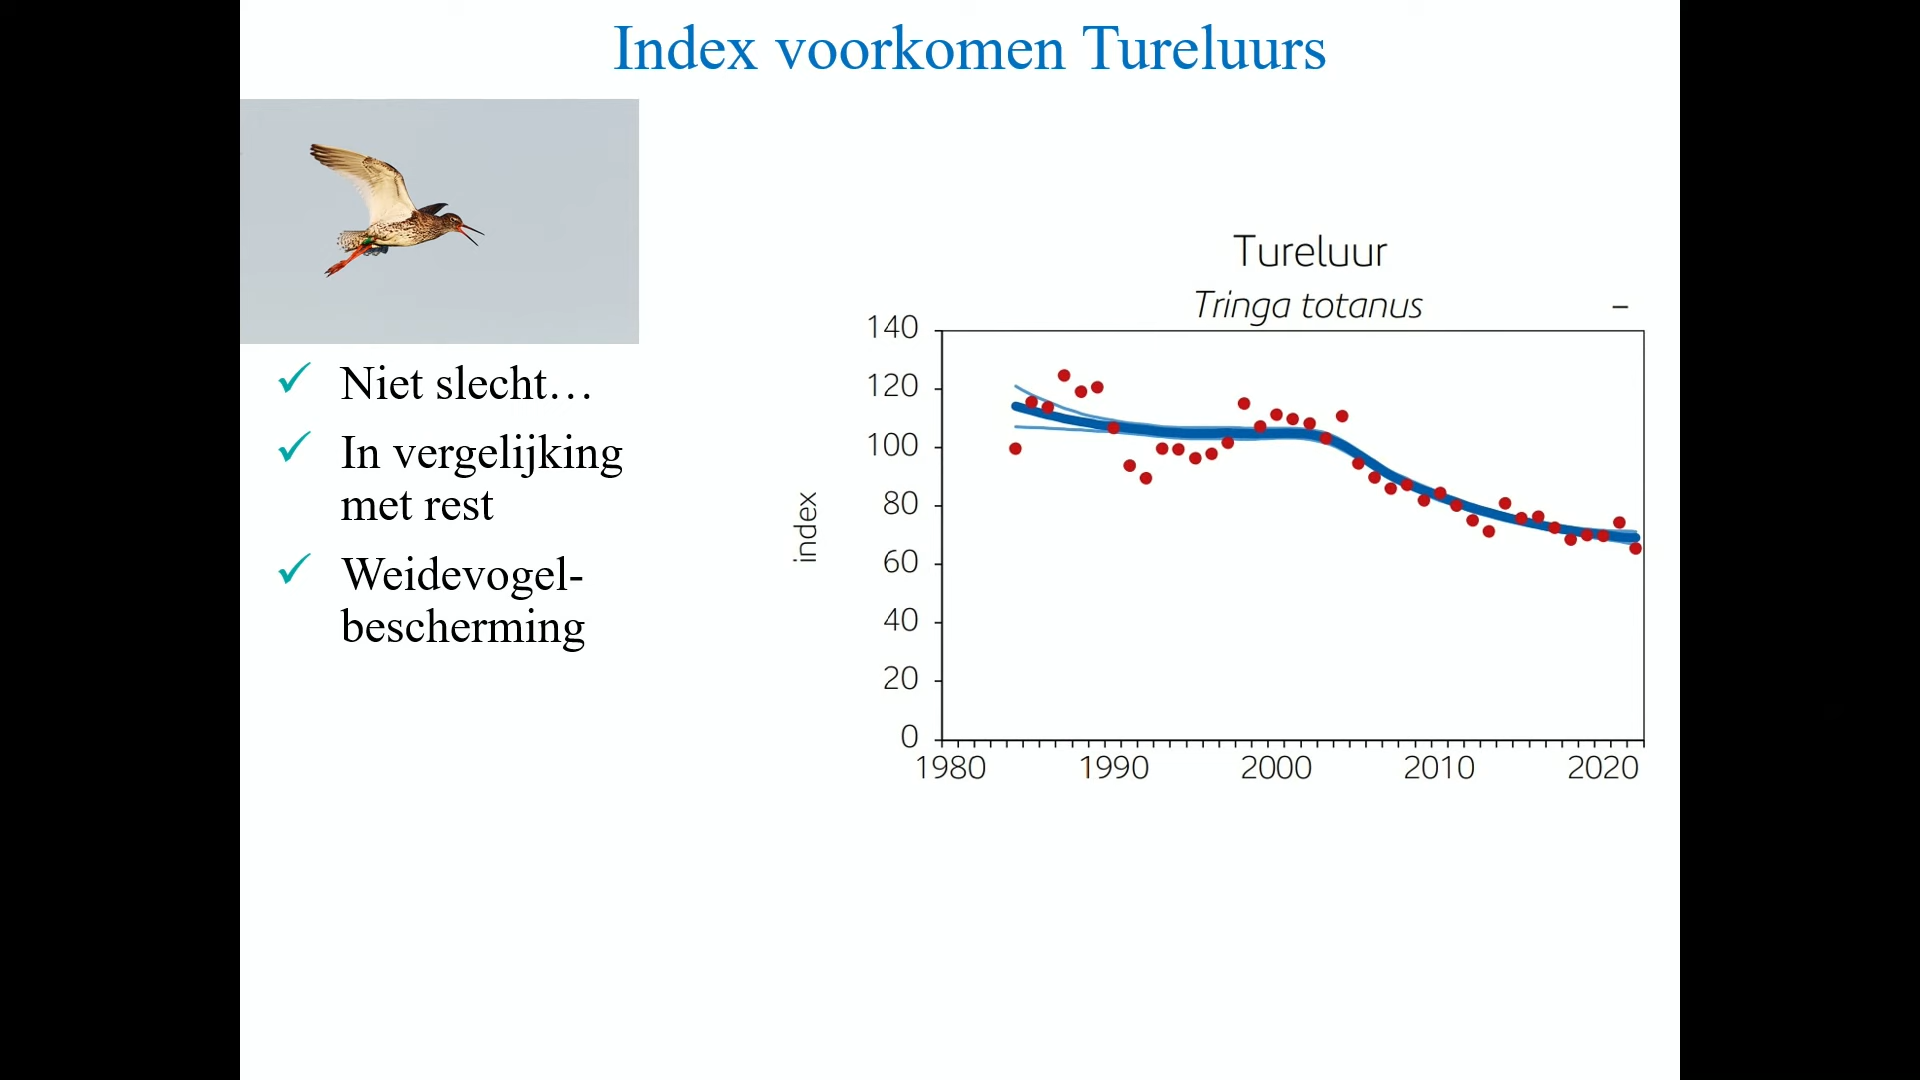 Index voorkomen Tureluurs
Niet slecht…
In vergelijking
met rest
Weidevogel-
bescherming
Tureluur
Tringa totanus
–
140
120
100
80
60
40
20
0
index
1980 1990 2000 2010 2020